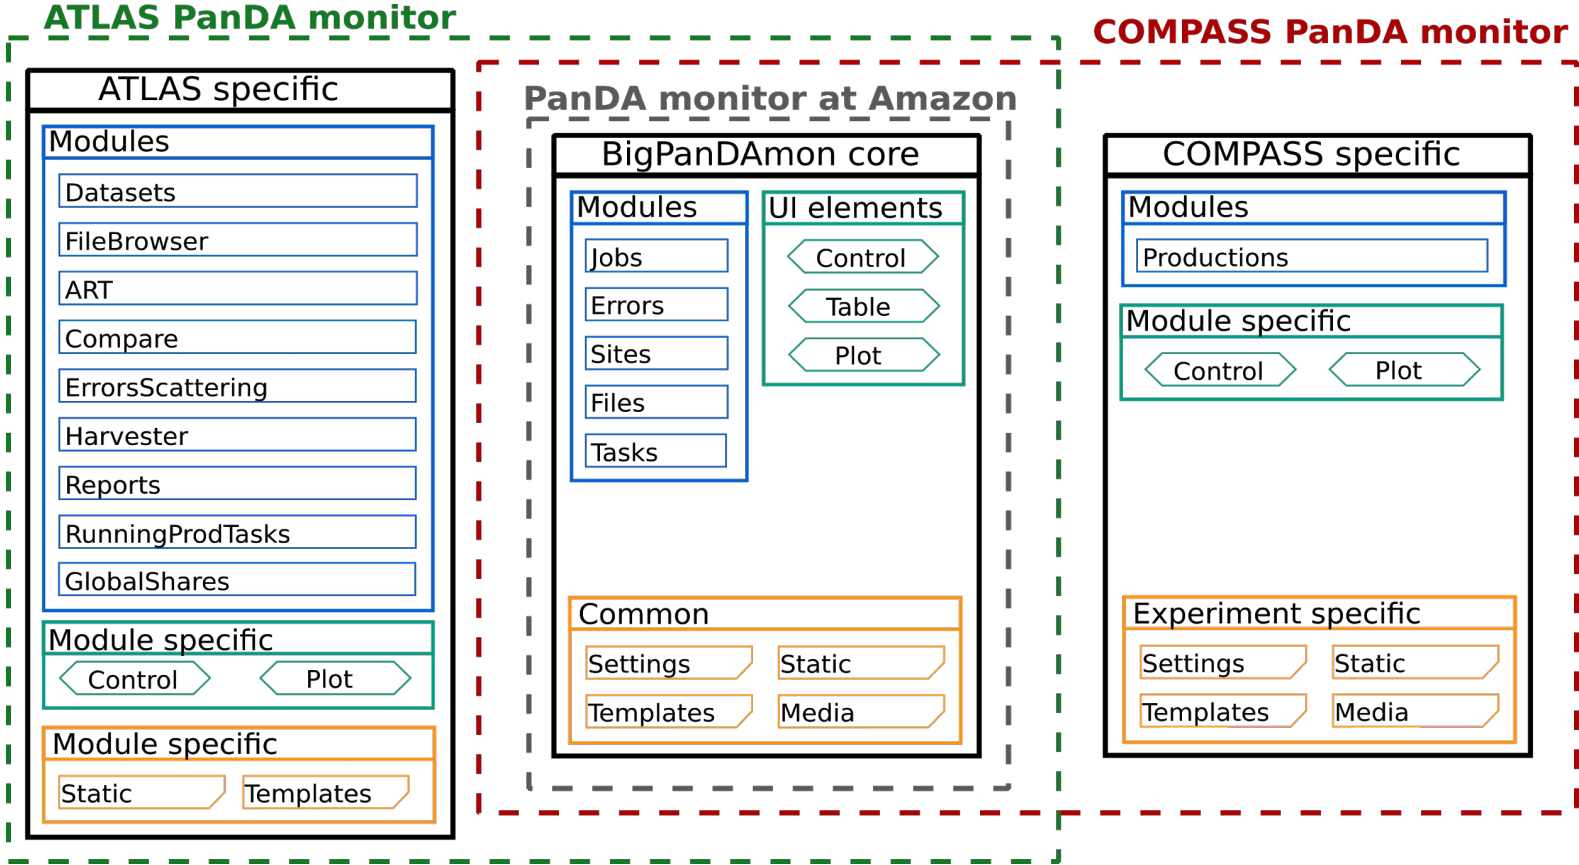 ATLAS PanDA monitor
COMPASS PanDA monitor
PanDA monitor at Amazon
ATLAS specific
Modules
Datasets
FileBrowser
ART
Compare
ErrorsScattering
Harvester
Reports
RunningProdTasks
GlobalShares
Module specific
Control Plot
Module specific
Static Templates
BigPanDAmon core
Modules
Jobs
Errors
Sites
Files
Tasks
UI elements
Control
Table
Plot
Common
Settings Static
Templates Media
COMPASS specific
Modules
Productions
Module specific
Control Plot
Experiment specific
Settings Static
Templates Media